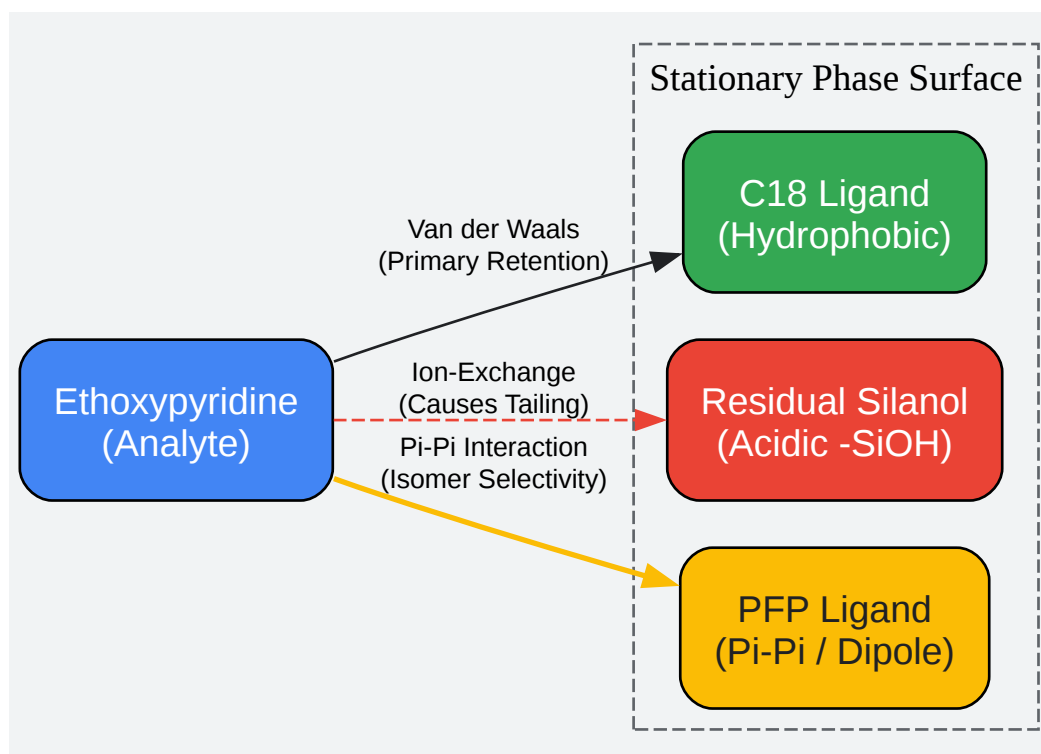 Stationary Phase Surface
C18 Ligand
(Hydrophobic)
Van der Waals
(Primary Retention)
Ethoxypyridine
(Analyte)
Ion-Exchange
(Causes Tailing)
Residual Silanol
(Acidic -SiOH)
Pi-Pi Interaction
(Isomer Selectivity)
PFP Ligand
(Pi-Pi / Dipole)